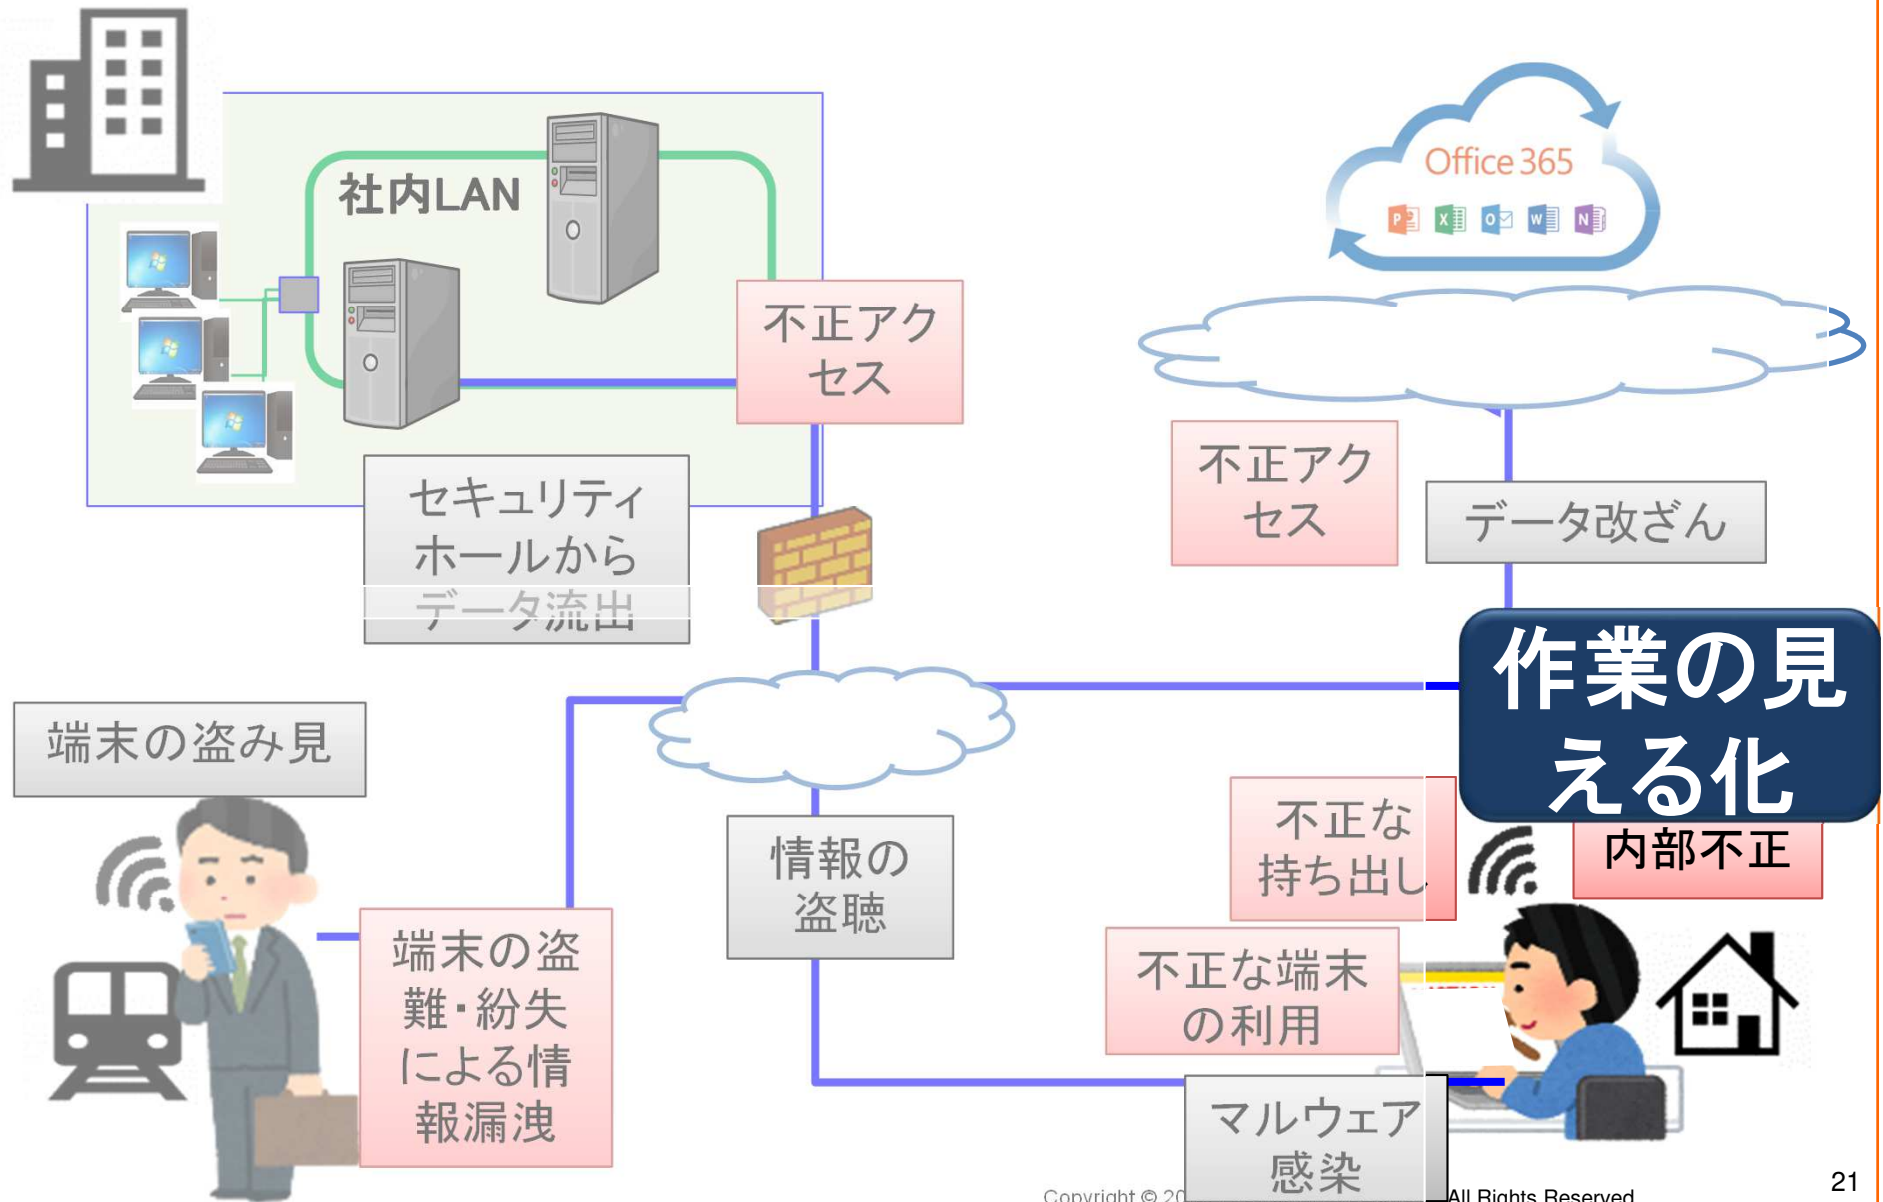 社内LAN
Office 365
P
X
O
W
N
不正アク
セス
不正アク
セス
データ改ざん
セキュリティ
ホールから
データ流出
作業の見
える化
端末の盗み見
不正な
持ち出し
内部不正
情報の
盗聴
端末の盗
難・紛失
による情
報漏洩
不正な端末
の利用
マルウェア
感染
Copyright © 20
All Rights Reserved
21